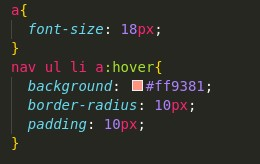 a{
  font-size: 18px;
}
nav ul li a:hover{
  background: #ff9381;
  border-radius: 10px;
  padding: 10px;
}